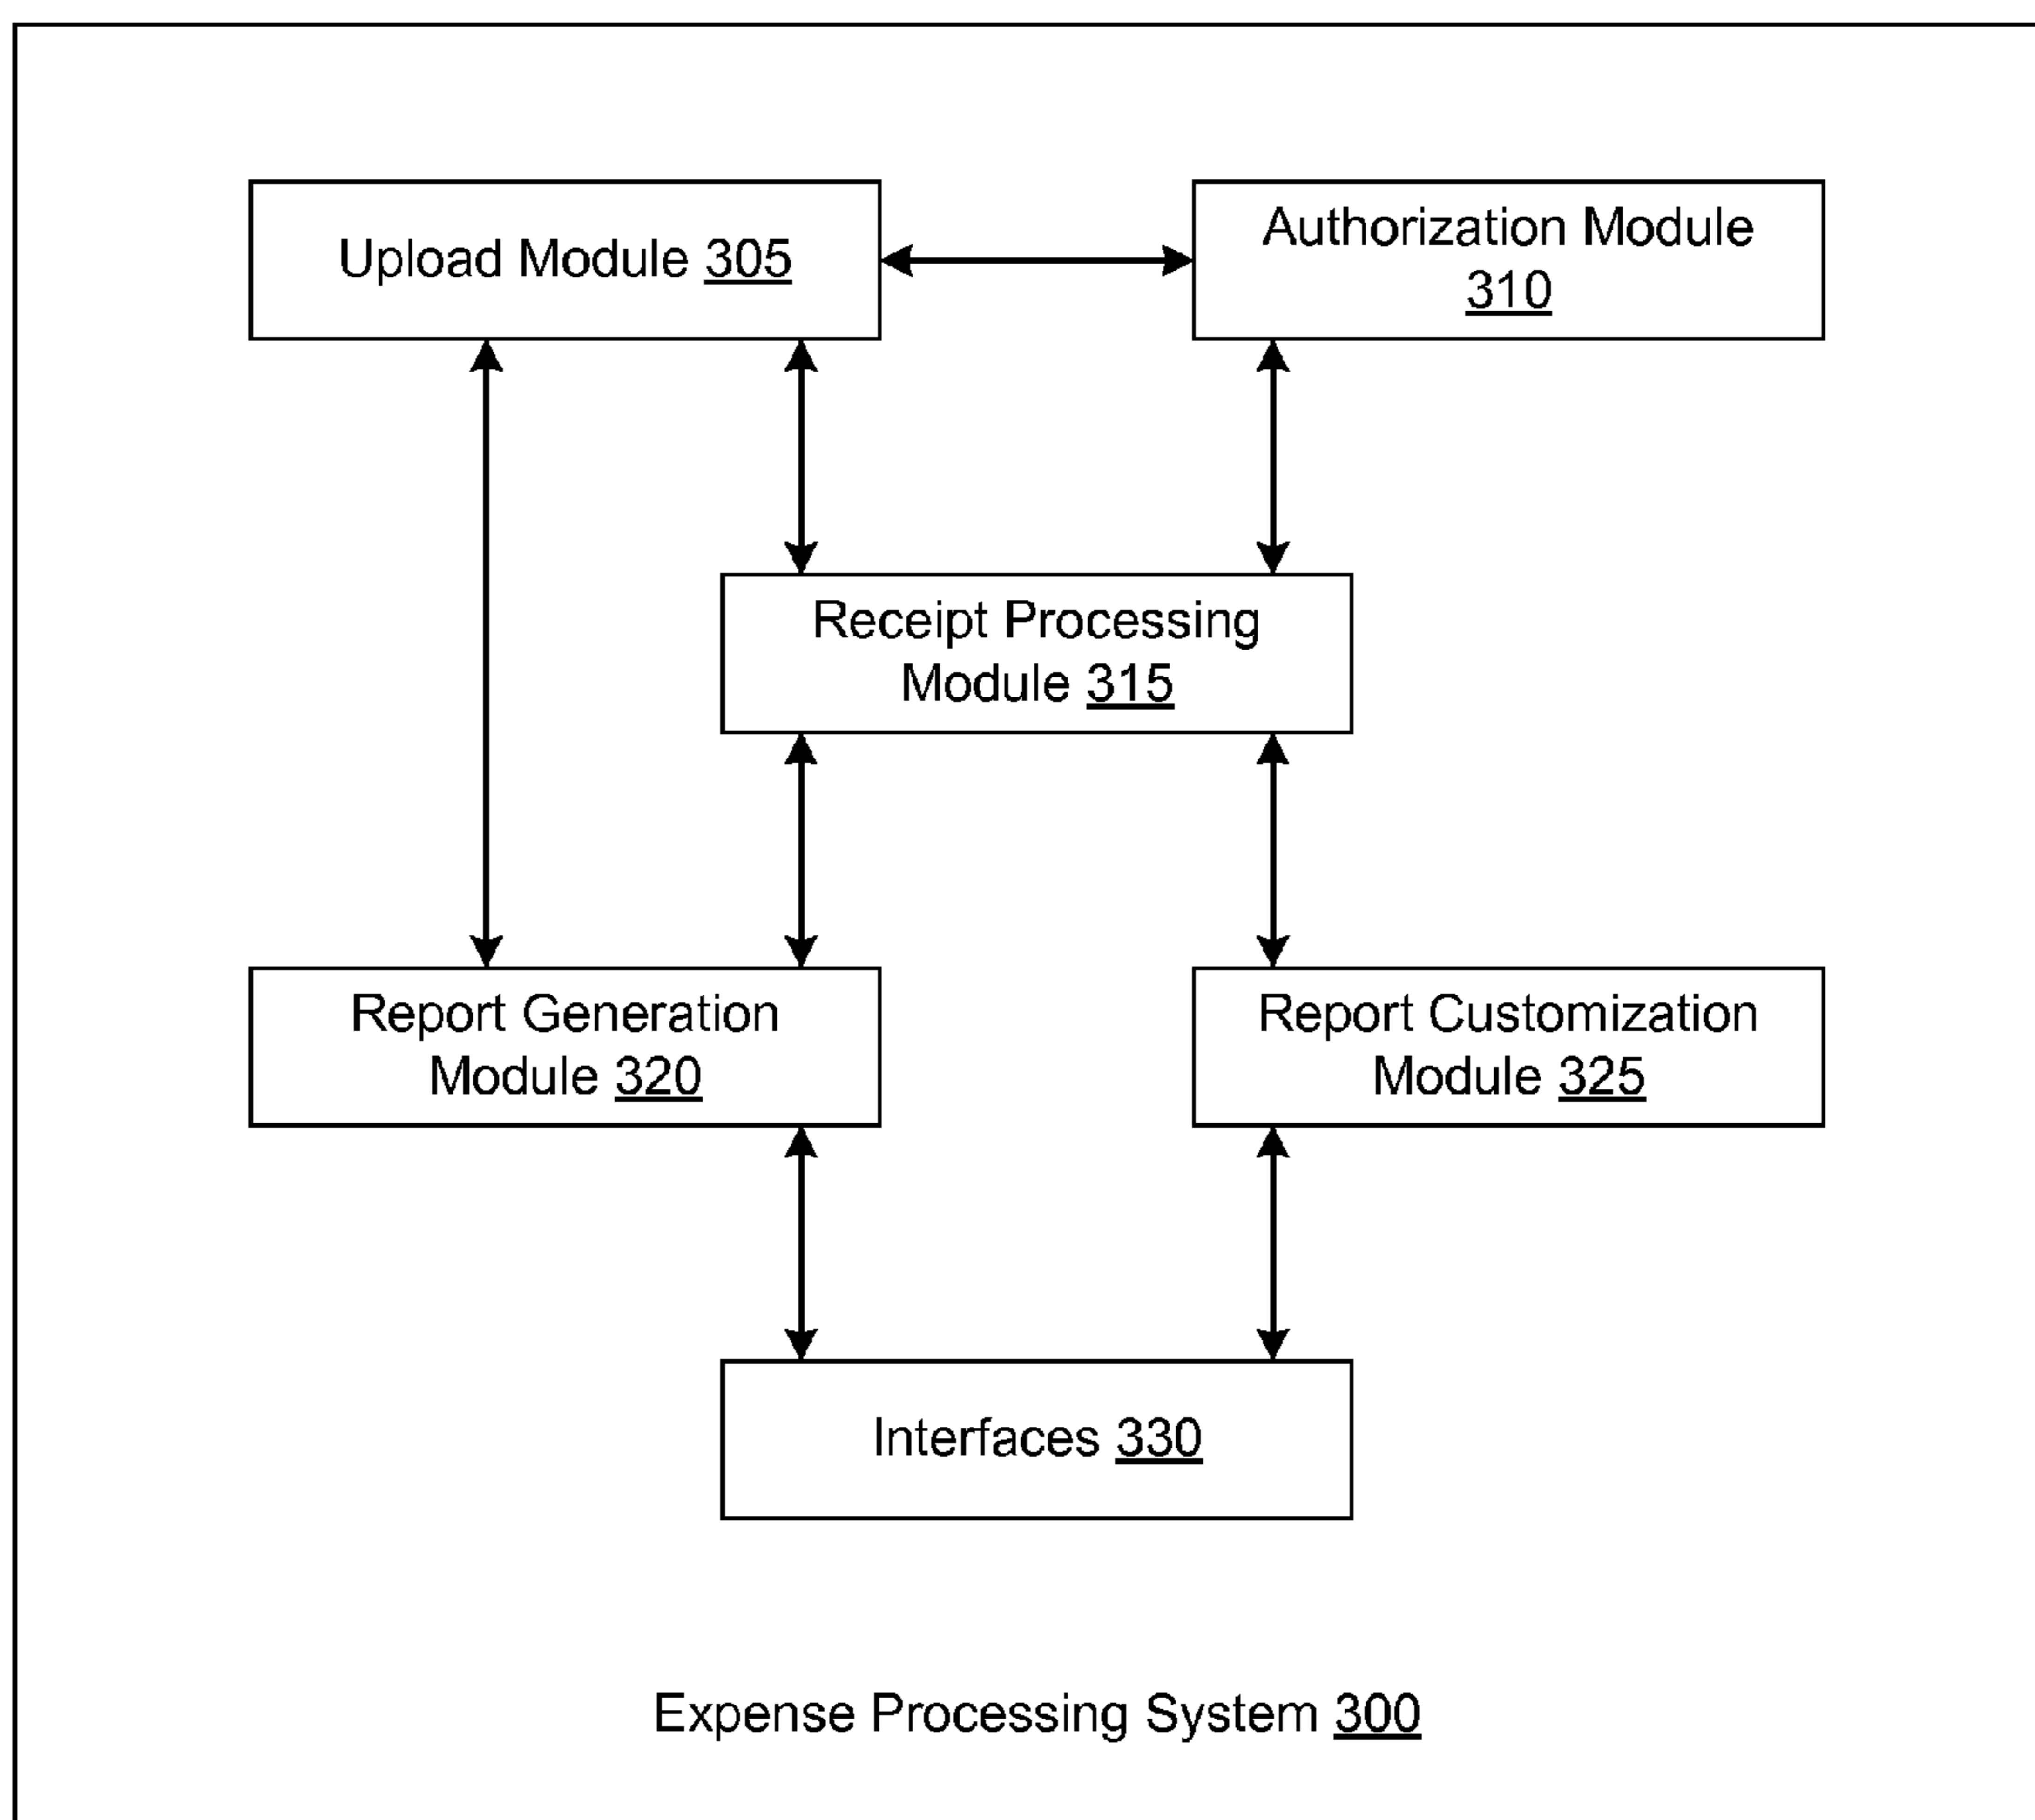 Upload Module 305
Authorization Module
310
Receipt Processing
Module 315
Report Generation
Module 320
Report Customization
Module 325
Interfaces 330
Expense Processing System 300